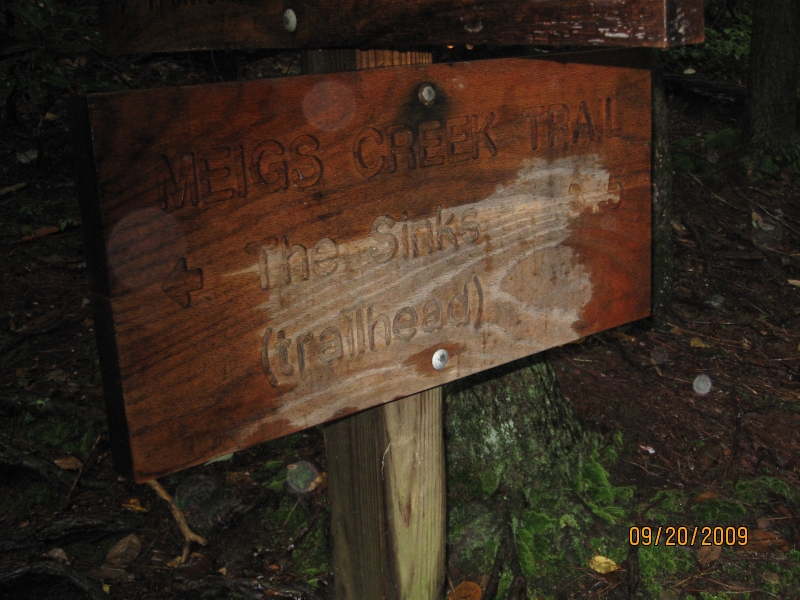 MEIGS CREEK TRAIL
← The Sinks
(trailhead)
09/20/2009